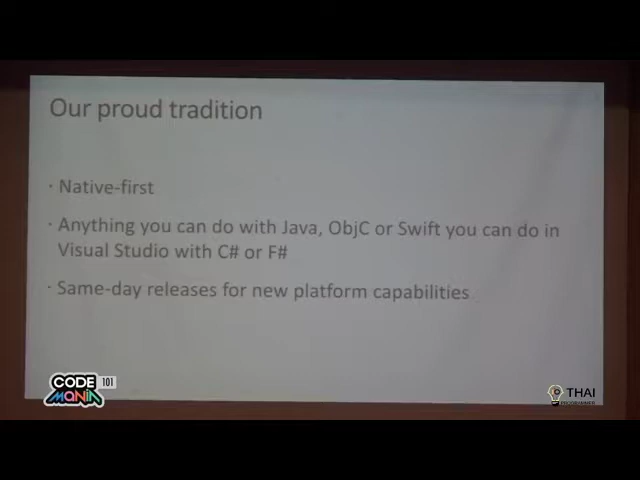 Our proud tradition
· Native-first
· Anything you can do with Java, ObjC or Swift you can do in
Visual Studio with C# or F#
· Same-day releases for new platform capabilities
CODE 101
MANIA
THAI
PROGRAMMER